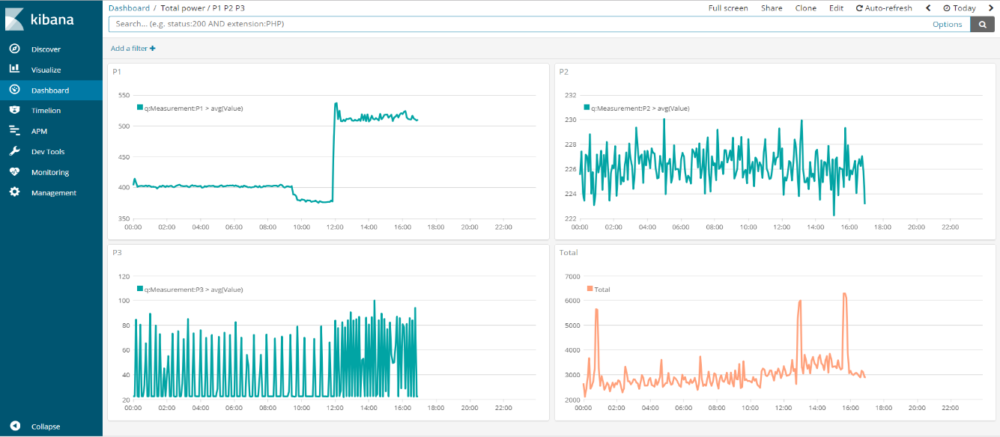 kibana
Discover
Visualize
Dashboard
Timelion
APM
Dev Tools
Monitoring
Management
Collapse
Dashboard / Total power / P1 P2 P3
Full screen Share Clone Edit Auto-refresh Today
Search... (e.g. status:200 AND extension:PHP)
Options
Add a filter +
P1
q:Measurement:P1 > avg(Value)
550
500
450
400
350
00:00 02:00 04:00 06:00 08:00 10:00 12:00 14:00 16:00 18:00 20:00 22:00
P2
q:Measurement:P2 > avg(Value)
232
230
228
226
224
222
00:00 02:00 04:00 06:00 08:00 10:00 12:00 14:00 16:00 18:00 20:00 22:00
P3
q:Measurement:P3 > avg(Value)
120
100
80
60
40
20
00:00 02:00 04:00 06:00 08:00 10:00 12:00 14:00 16:00 18:00 20:00 22:00
Total
Total
7000
6000
5000
4000
3000
2000
00:00 02:00 04:00 06:00 08:00 10:00 12:00 14:00 16:00 18:00 20:00 22:00